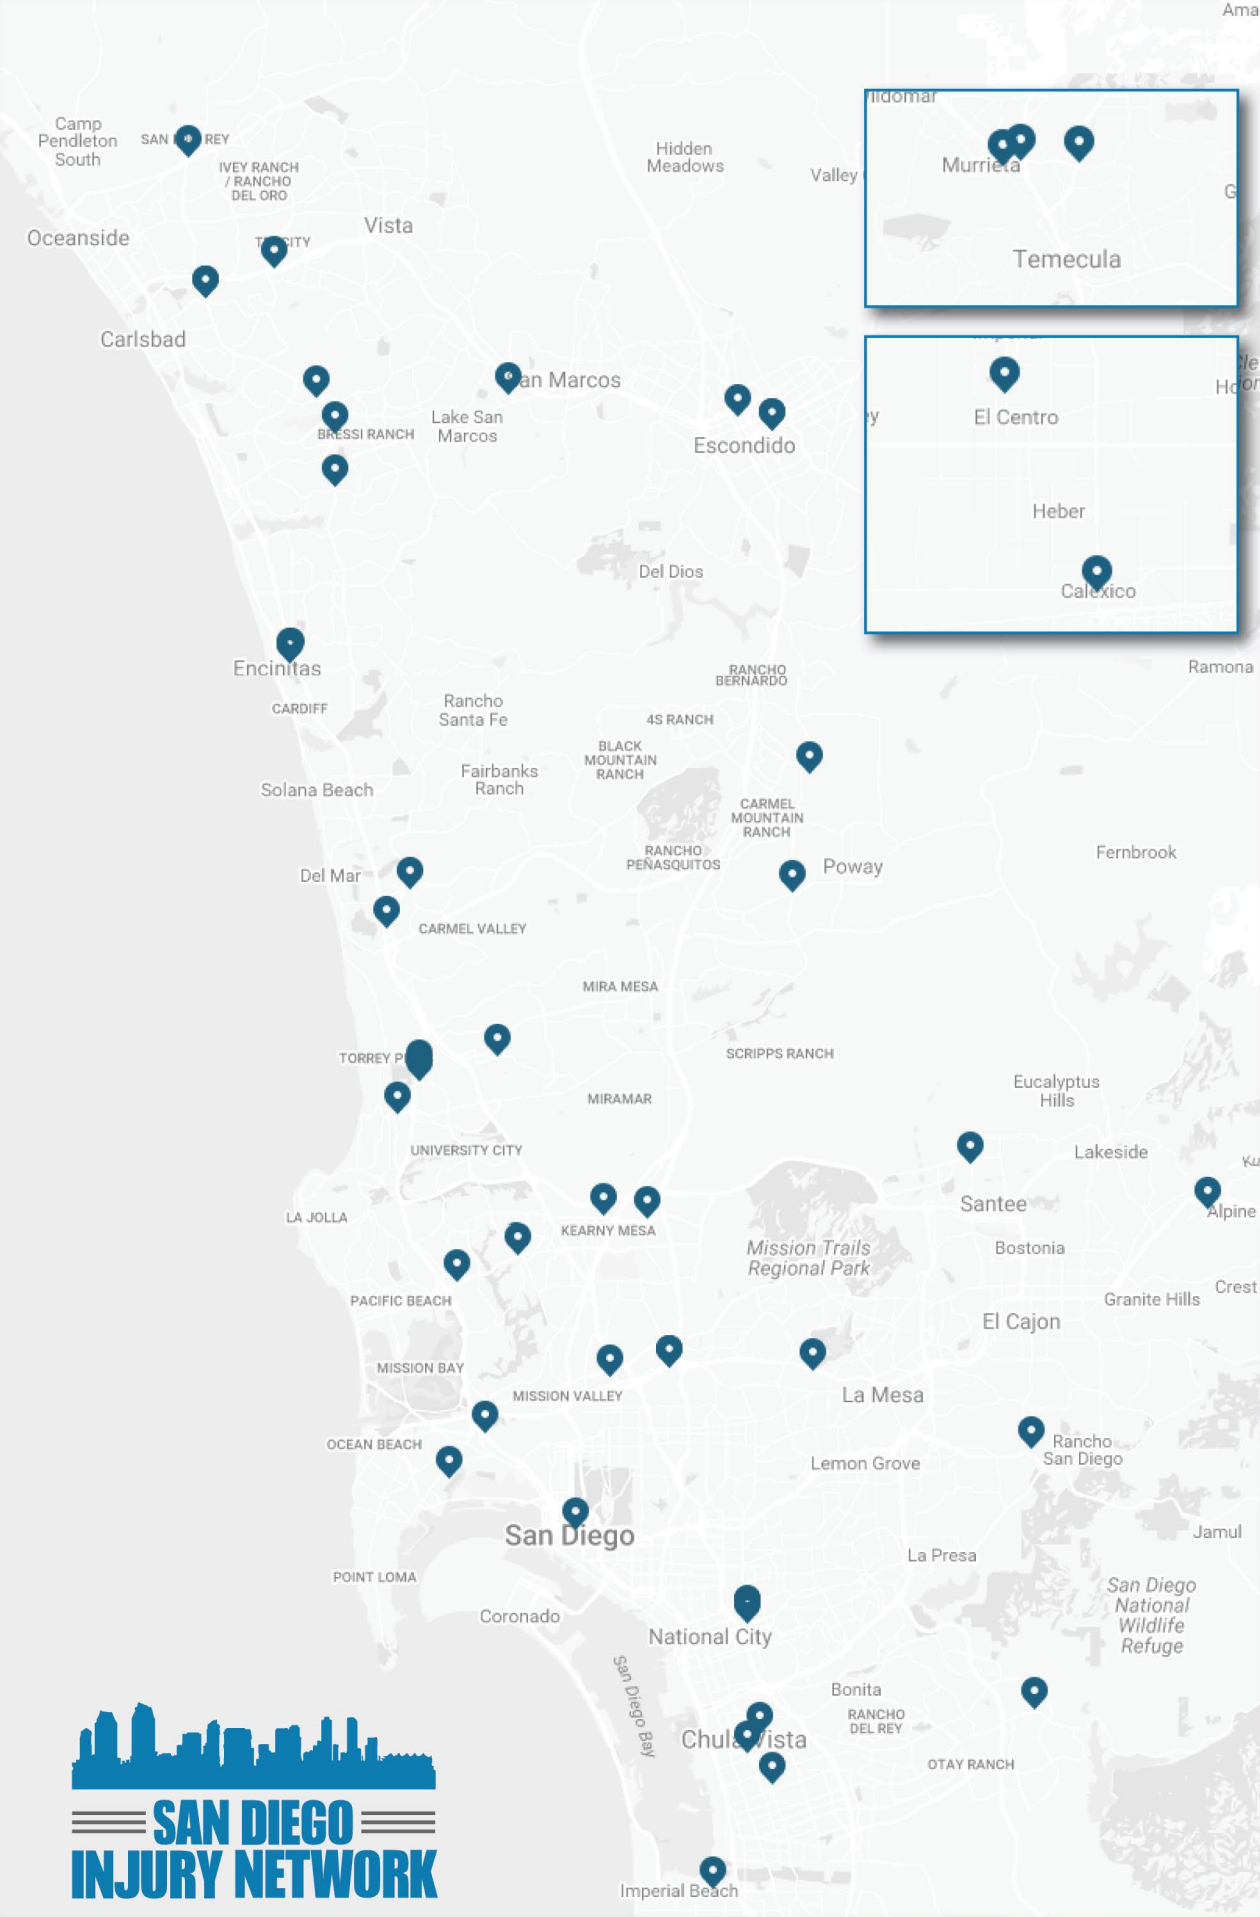 Camp
Pendleton
South
SAN REY
IVEY RANCH
/ RANCHO
DEL ORO
Oceanside
Vista
CITY
Carlsbad
Hidden
Meadows
Valley
Murrieta
Temecula
an Marcos
Lake San
Marcos
BRESSI RANCH
Escondido
El Centro
Heber
Calexico
Del Dios
Encinitas
CARDIFF
Rancho
Santa Fe
RANCHO
BERNARDO
Ramona
4S RANCH
BLACK
MOUNTAIN
RANCH
Fairbanks
Ranch
Solana Beach
CARMEL
MOUNTAIN
RANCH
RANCHO
PEÑASQUITOS
Poway
Fernbrook
Del Mar
CARMEL VALLEY
MIRA MESA
SCRIPPS RANCH
TORREY P
MIRAMAR
Eucalyptus
Hills
UNIVERSITY CITY
Lakeside
Santee
Alpine
LA JOLLA
KEARNY MESA
Mission Trails
Regional Park
Bostonia
Crest
Granite Hills
PACIFIC BEACH
El Cajon
MISSION BAY
MISSION VALLEY
La Mesa
OCEAN BEACH
Lemon Grove
Rancho
San Diego
San Diego
Jamul
La Presa
POINT LOMA
San Diego
National
Wildlife
Refuge
Coronado
National City
San Diego Bay
Bonita
RANCHO
DEL REY
Chula Vista
OTAY RANCH
Imperial Beach
SAN DIEGO
INJURY NETWORK